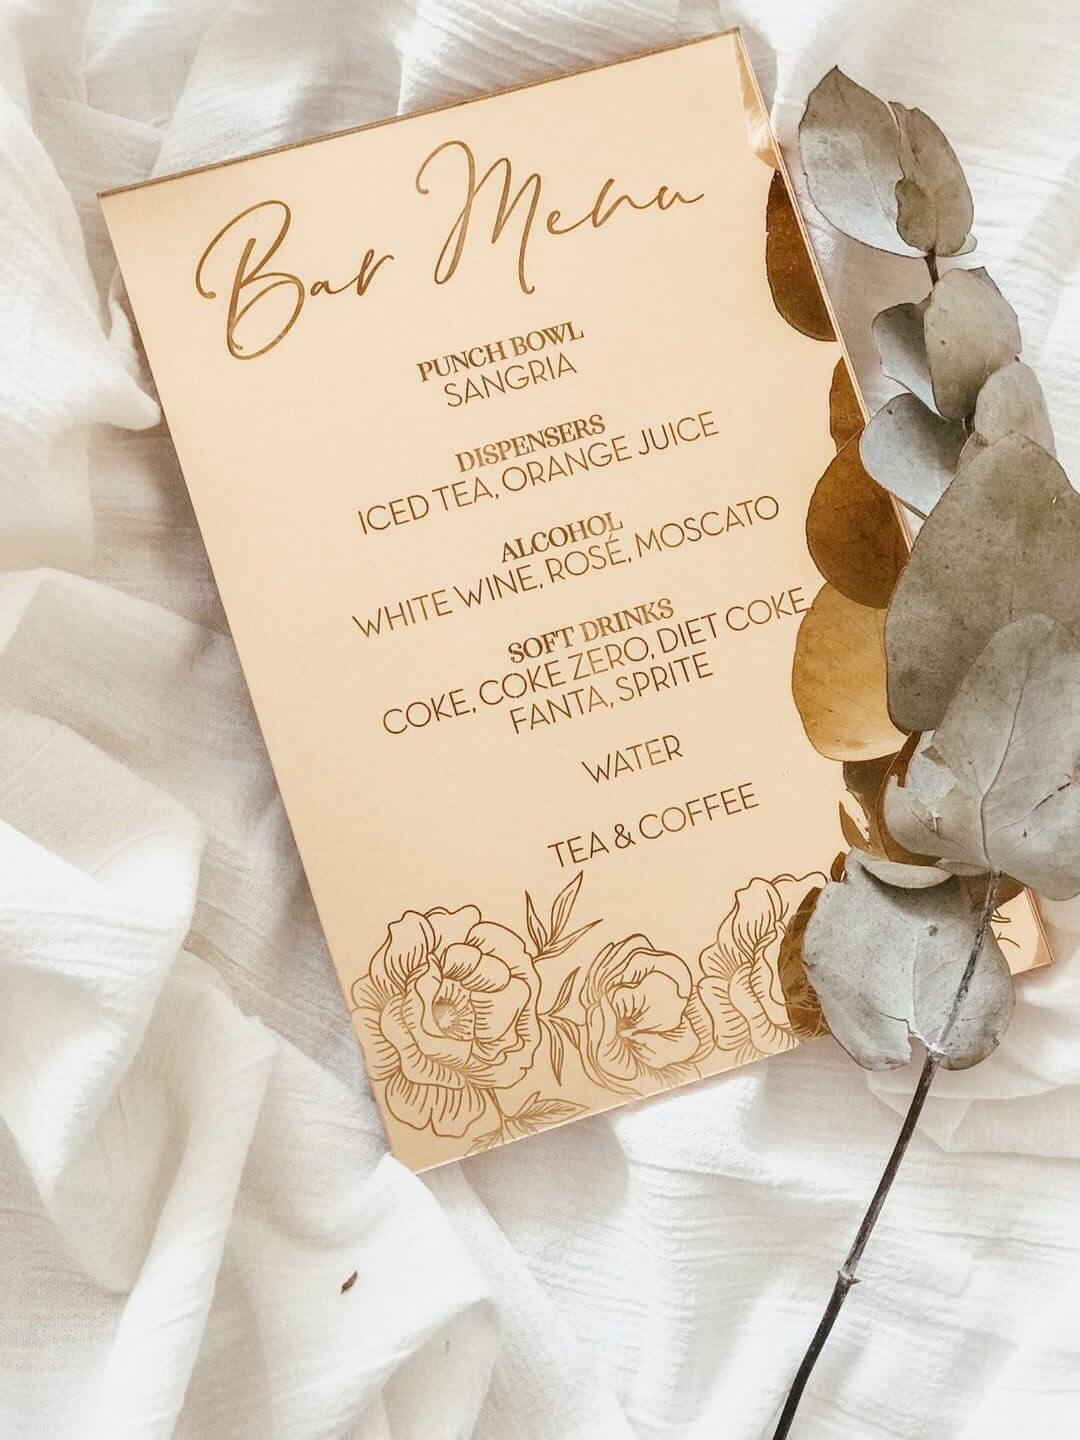 Bar Menu
PUNCH BOWL
SANGRIA
DISPENSERS
ICED TEA, ORANGE JUICE
ALCOHOL
WHITE WINE, ROSÉ, MOSCATO
SOFT DRINKS
COKE, COKE ZERO, DIET COKE,
FANTA, SPRITE
WATER
TEA & COFFEE